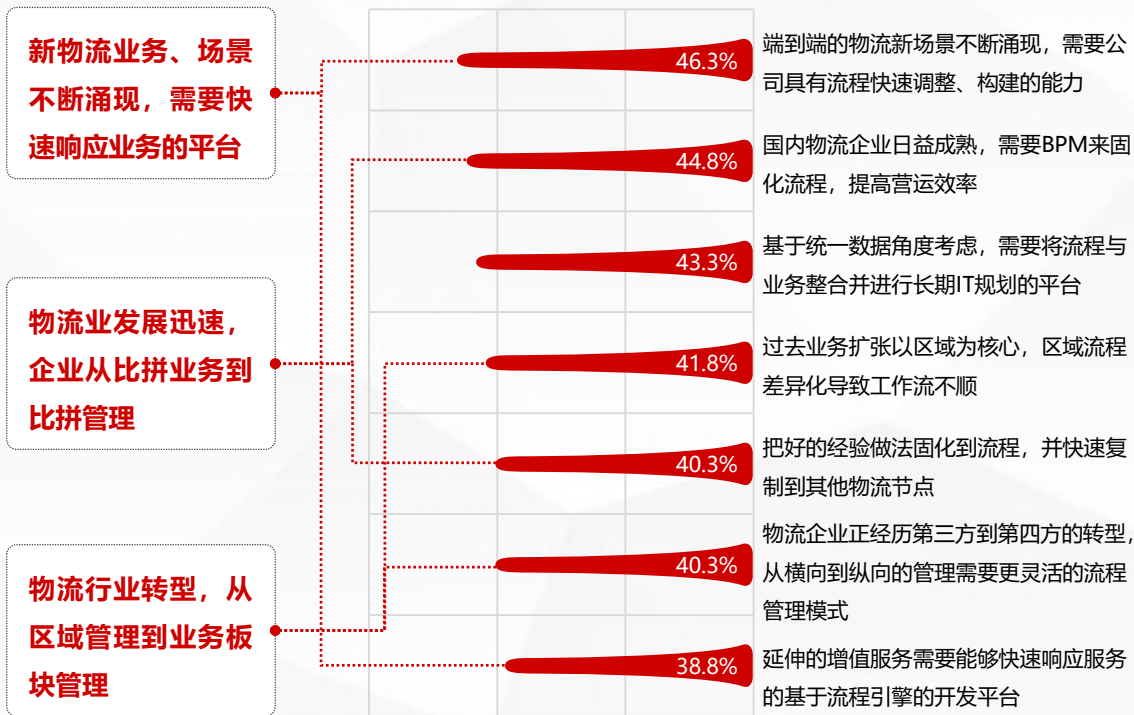 新物流业务、场景
不断涌现，需要快
速响应业务的平台
物流业发展迅速，
企业从比拼业务到
比拼管理
物流行业转型，从
区域管理到业务板
块管理
46.3%
端到端的物流新场景不断涌现，需要公
司具有流程快速调整、构建的能力
44.8%
国内物流企业日益成熟，需要BPM来固
化流程，提高营运效率
43.3%
基于统一数据角度考虑，需要将流程与
业务整合并进行长期IT规划的平台
41.8%
过去业务扩张以区域为核心，区域流程
差异化导致工作流不顺
40.3%
把好的经验做法固化到流程，并快速复
制到其他物流节点
40.3%
物流企业正经历第三方到第四方的转型，
从横向到纵向的管理需要更灵活的流程
管理模式
38.8%
延伸的增值服务需要能够快速响应服务
的基于流程引擎的开发平台